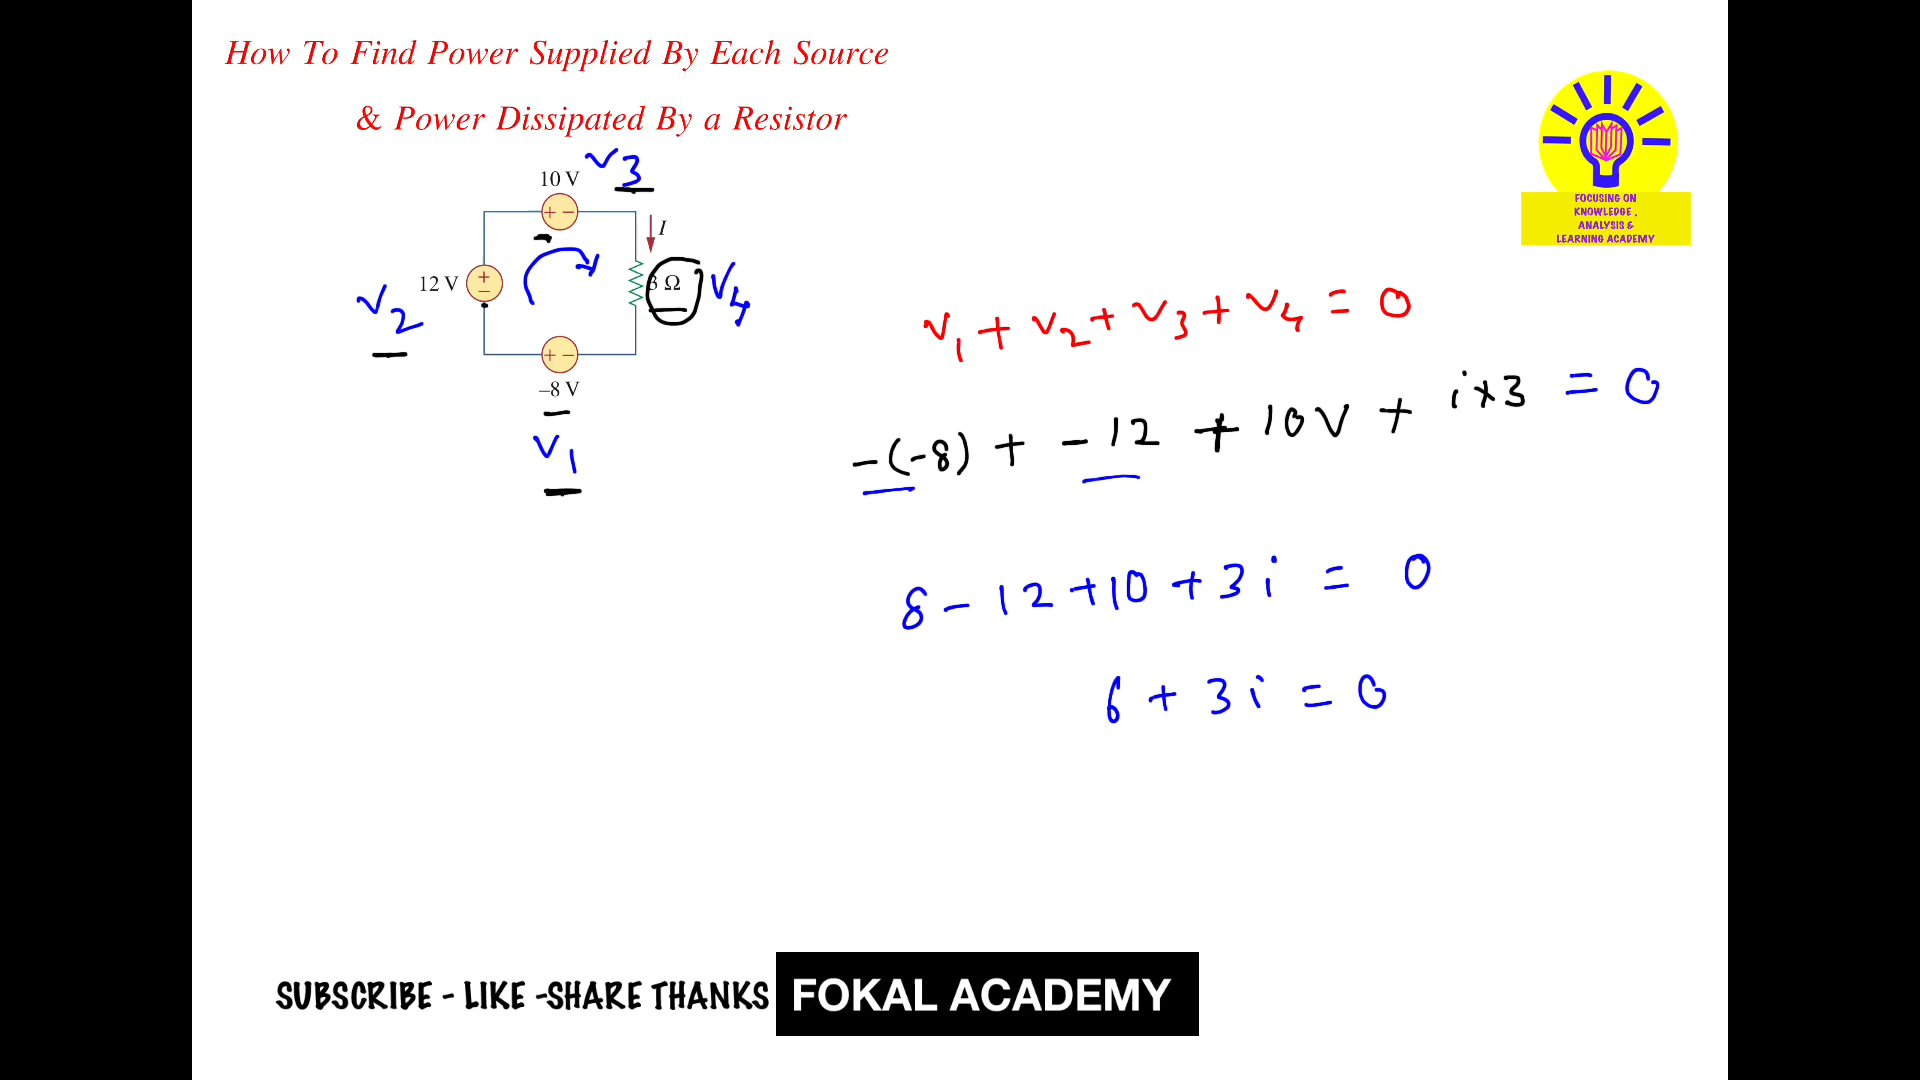 How To Find Power Supplied By Each Source
& Power Dissipated By a Resistor
FOCUSING ON
KNOWLEDGE ,
ANALYSIS &
LEARNING ACADEMY
V3
10 V
+ −
I
12 V
+
−
3 Ω
V4
V2
+ −
–8 V
V1
V1 + V2 + V3 + V4 = 0
-(-8) + -12 + 10V + i×3 = 0
8 - 12 + 10 + 3i = 0
6 + 3i = 0
SUBSCRIBE - LIKE -SHARE THANKS
FOKAL ACADEMY